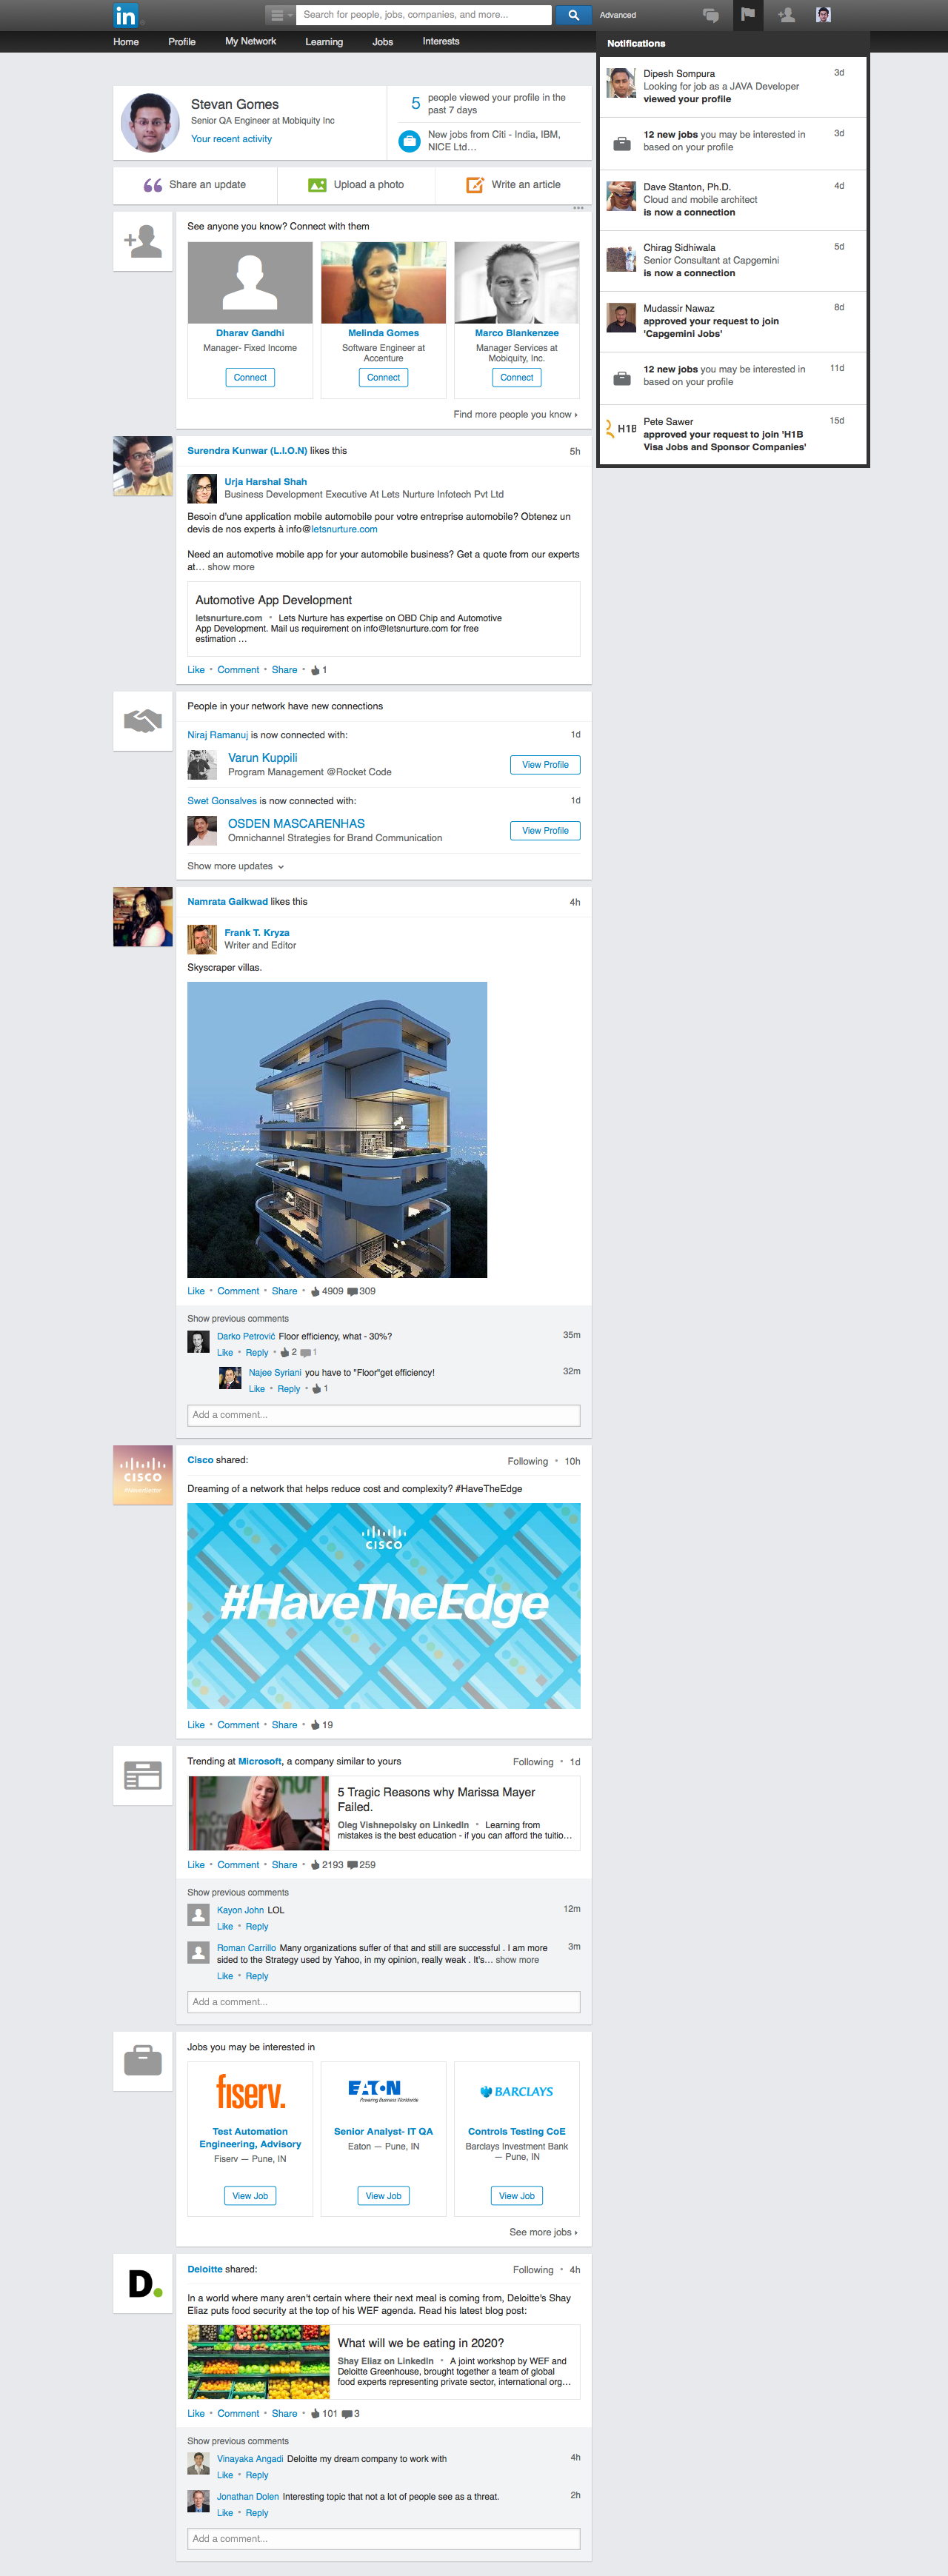 in
Search for people, jobs, companies, and more...
Advanced
Home Profile My Network Learning Jobs Interests
Notifications
Dipesh Sompura 3d
Looking for job as a JAVA Developer
viewed your profile
12 new jobs you may be interested in 3d
based on your profile
Dave Stanton, Ph.D. 4d
Cloud and mobile architect
is now a connection
Chirag Sidhiwala 5d
Senior Consultant at Capgemini
is now a connection
Mudassir Nawaz 8d
approved your request to join
'Capgemini Jobs'
12 new jobs you may be interested in 11d
based on your profile
H1B
Pete Sawer 15d
approved your request to join 'H1B
Visa Jobs and Sponsor Companies'
Stevan Gomes
Senior QA Engineer at Mobiquity Inc
Your recent activity
5 people viewed your profile in the
past 7 days
New jobs from Citi - India, IBM,
NICE Ltd…
Share an update
Upload a photo
Write an article
See anyone you know? Connect with them
Dharav Gandhi
Manager- Fixed Income
Connect
Melinda Gomes
Software Engineer at
Accenture
Connect
Marco Blankenzee
Manager Services at
Mobiquity, Inc.
Connect
Find more people you know ▸
Surendra Kunwar (L.I.O.N) likes this 5h
Urja Harshal Shah
Business Development Executive At Lets Nurture Infotech Pvt Ltd
Besoin d'une application mobile automobile pour votre entreprise automobile? Obtenez un
devis de nos experts à info@letsnurture.com
Need an automotive mobile app for your automobile business? Get a quote from our experts
at… show more
Automotive App Development
letsnurture.com • Lets Nurture has expertise on OBD Chip and Automotive
App Development. Mail us requirement on info@letsnurture.com for free
estimation ...
Like • Comment • Share • 1
People in your network have new connections
Niraj Ramanuj is now connected with: 1d
Varun Kuppili
Program Management @Rocket Code
View Profile
Swet Gonsalves is now connected with: 1d
OSDEN MASCARENHAS
Omnichannel Strategies for Brand Communication
View Profile
Show more updates
Namrata Gaikwad likes this 4h
Frank T. Kryza
Writer and Editor
Skyscraper villas.
Like • Comment • Share • 4909 309
Show previous comments
Darko Petrović Floor efficiency, what - 30%? 35m
Like • Reply • 2 1
Najee Syriani you have to "Floor"get efficiency! 32m
Like • Reply • 1
Add a comment...
CISCO
Cisco shared: Following • 10h
Dreaming of a network that helps reduce cost and complexity? #HaveTheEdge
CISCO
#HaveTheEdge
Like • Comment • Share • 19
Trending at Microsoft, a company similar to yours Following • 1d
5 Tragic Reasons why Marissa Mayer
Failed.
Oleg Vishnepolsky on LinkedIn • Learning from
mistakes is the best education - if you can afford the tuitio…
Like • Comment • Share • 2193 259
Show previous comments
Kayon John LOL 12m
Like • Reply
Roman Carrillo Many organizations suffer of that and still are successful . I am more 3m
sided to the Strategy used by Yahoo, in my opinion, really weak . It's… show more
Like • Reply
Add a comment...
Jobs you may be interested in
fiserv.
Test Automation
Engineering, Advisory
Fiserv — Pune, IN
View Job
EATON
Powering Business Worldwide
Senior Analyst- IT QA
Eaton — Pune, IN
View Job
BARCLAYS
Controls Testing CoE
Barclays Investment Bank
— Pune, IN
View Job
See more jobs ▸
D.
Deloitte shared: Following • 4h
In a world where many aren't certain where their next meal is coming from, Deloitte's Shay
Eliaz puts food security at the top of his WEF agenda. Read his latest blog post:
What will we be eating in 2020?
Shay Eliaz on LinkedIn • A joint workshop by WEF and
Deloitte Greenhouse, brought together a team of global
food experts representing private sector, international org…
Like • Comment • Share • 101 3
Show previous comments
Vinayaka Angadi Deloitte my dream company to work with 4h
Like • Reply
Jonathan Dolen Interesting topic that not a lot of people see as a threat. 2h
Like • Reply
Add a comment...